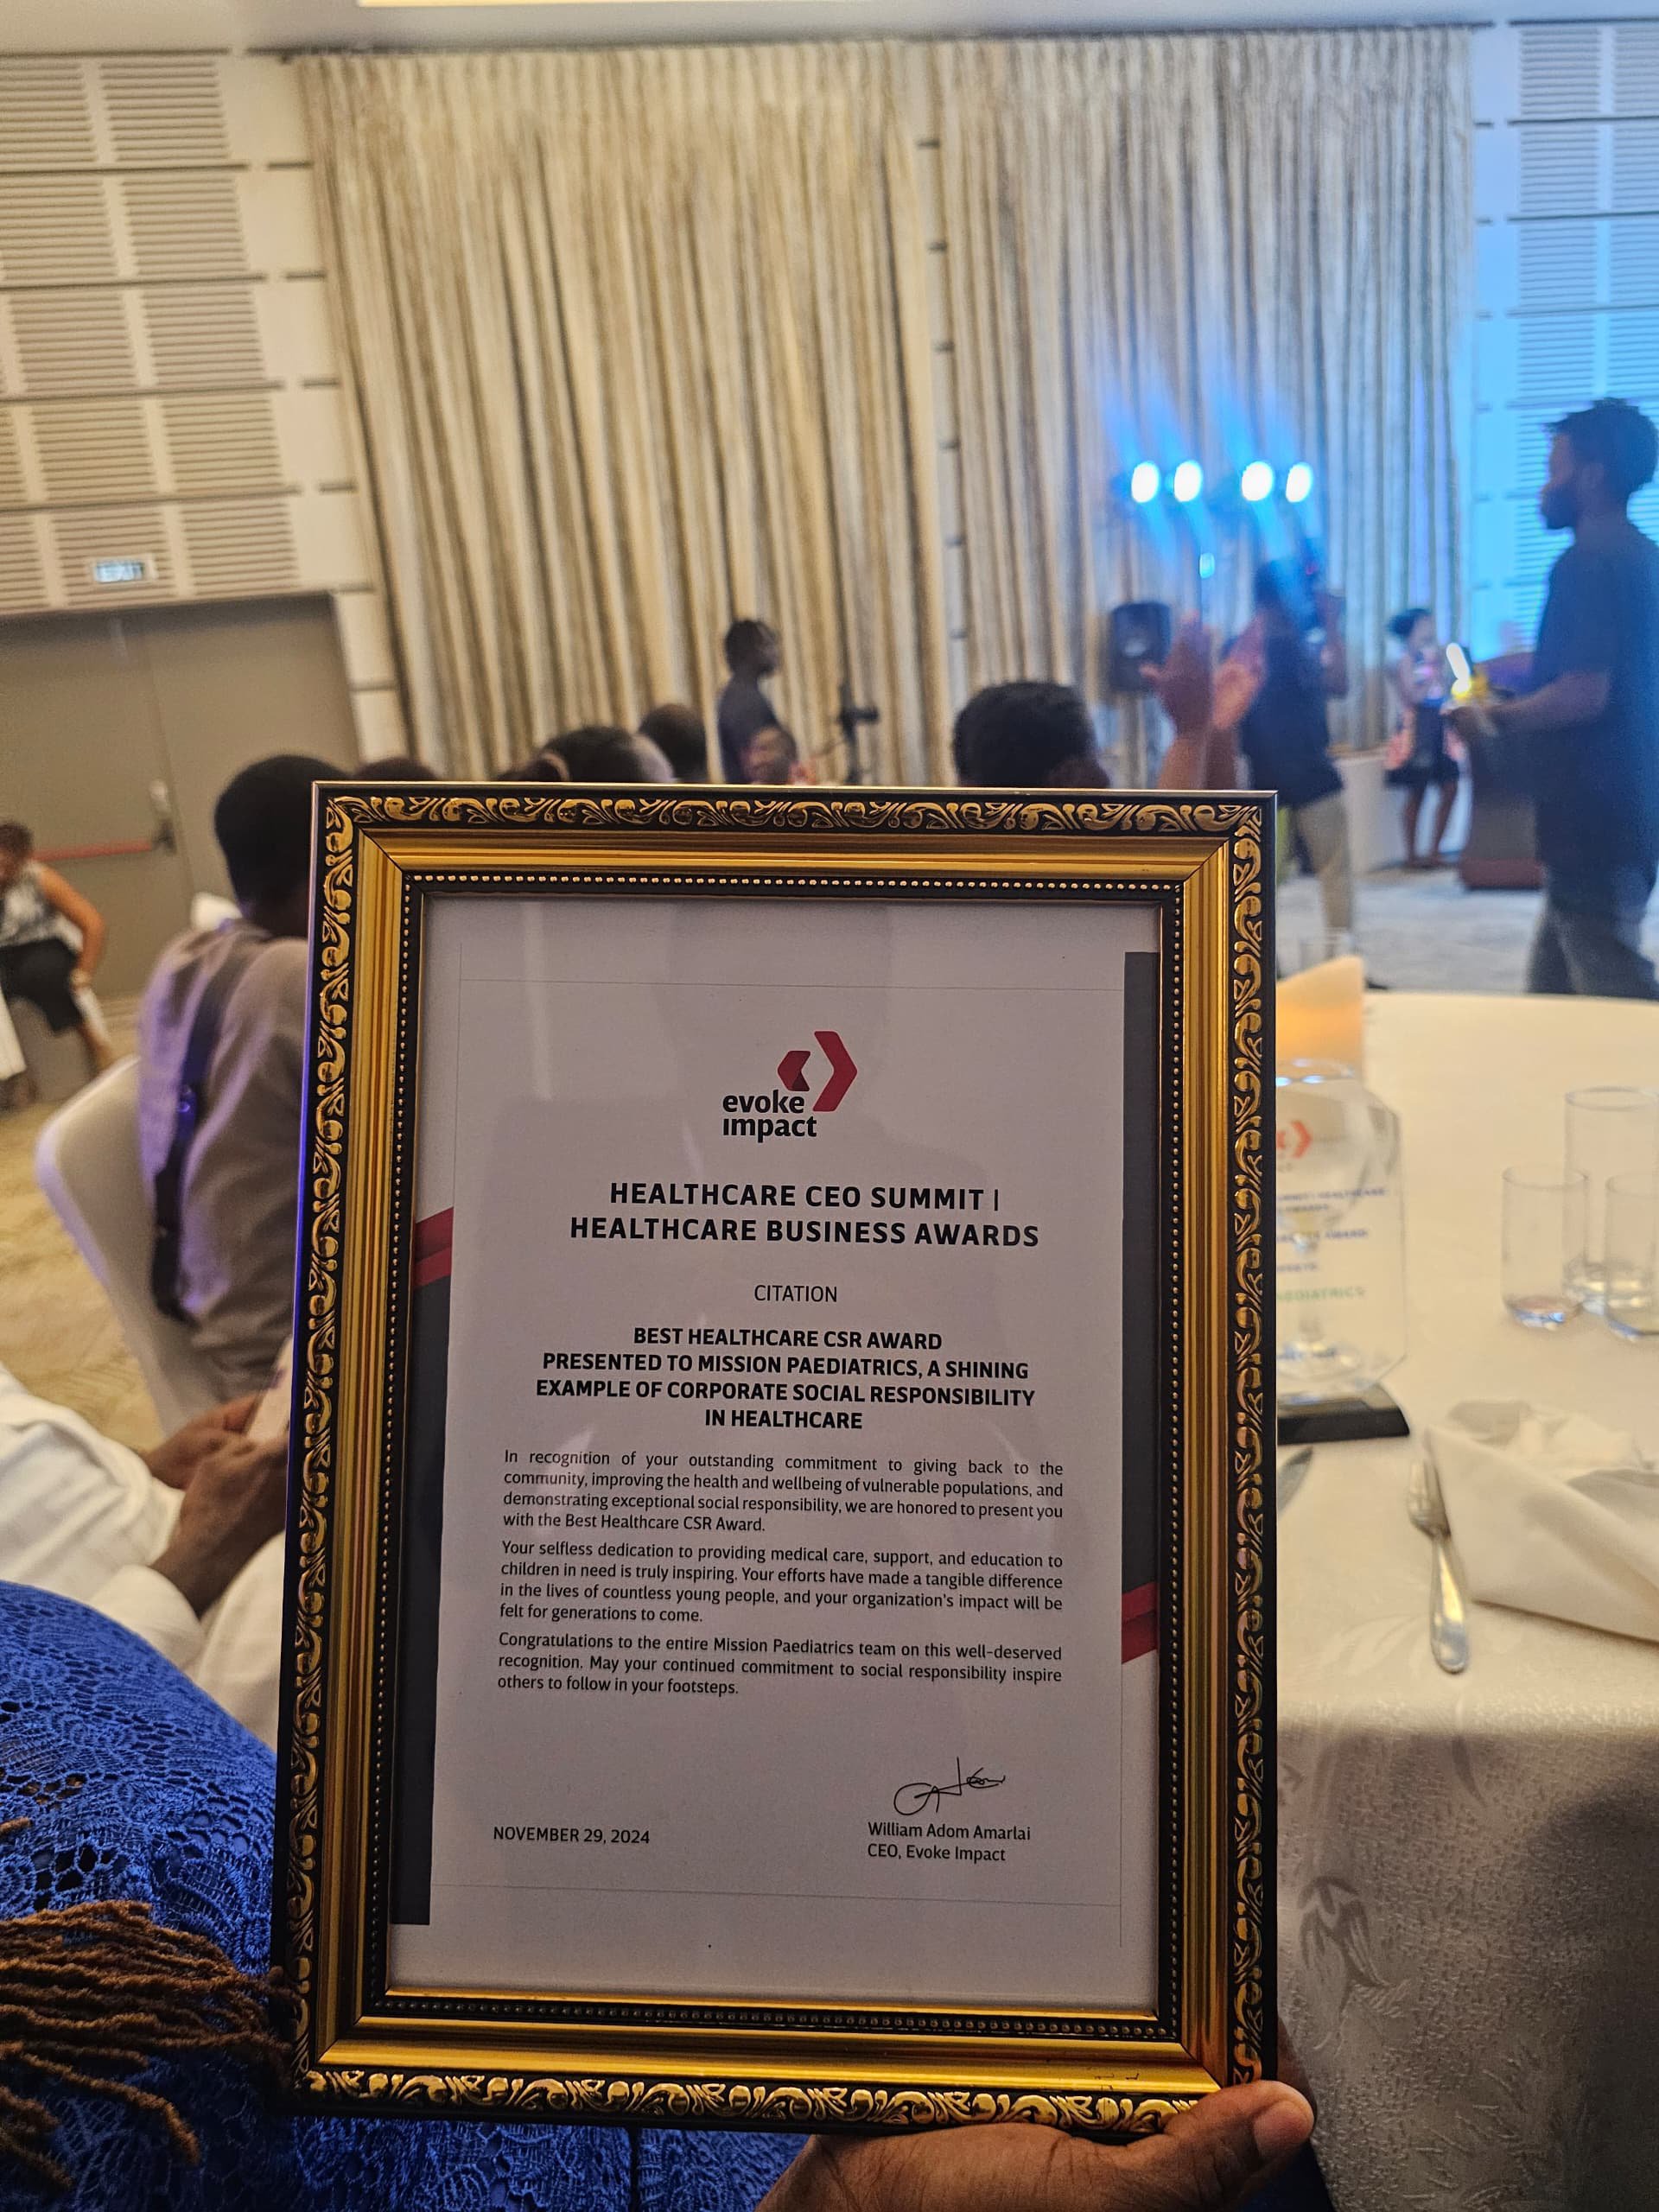 EXIT
evoke
impact
HEALTHCARE CEO SUMMIT |
HEALTHCARE BUSINESS AWARDS
CITATION
BEST HEALTHCARE CSR AWARD
PRESENTED TO MISSION PAEDIATRICS, A SHINING
EXAMPLE OF CORPORATE SOCIAL RESPONSIBILITY
IN HEALTHCARE
In recognition of your outstanding commitment to giving back to the
community, improving the health and wellbeing of vulnerable populations, and
demonstrating exceptional social responsibility, we are honored to present you
with the Best Healthcare CSR Award.
Your selfless dedication to providing medical care, support, and education to
children in need is truly inspiring. Your efforts have made a tangible difference
in the lives of countless young people, and your organization's impact will be
felt for generations to come.
Congratulations to the entire Mission Paediatrics team on this well-deserved
recognition. May your continued commitment to social responsibility inspire
others to follow in your footsteps.
NOVEMBER 29, 2024
William Adom Amarlai
CEO, Evoke Impact